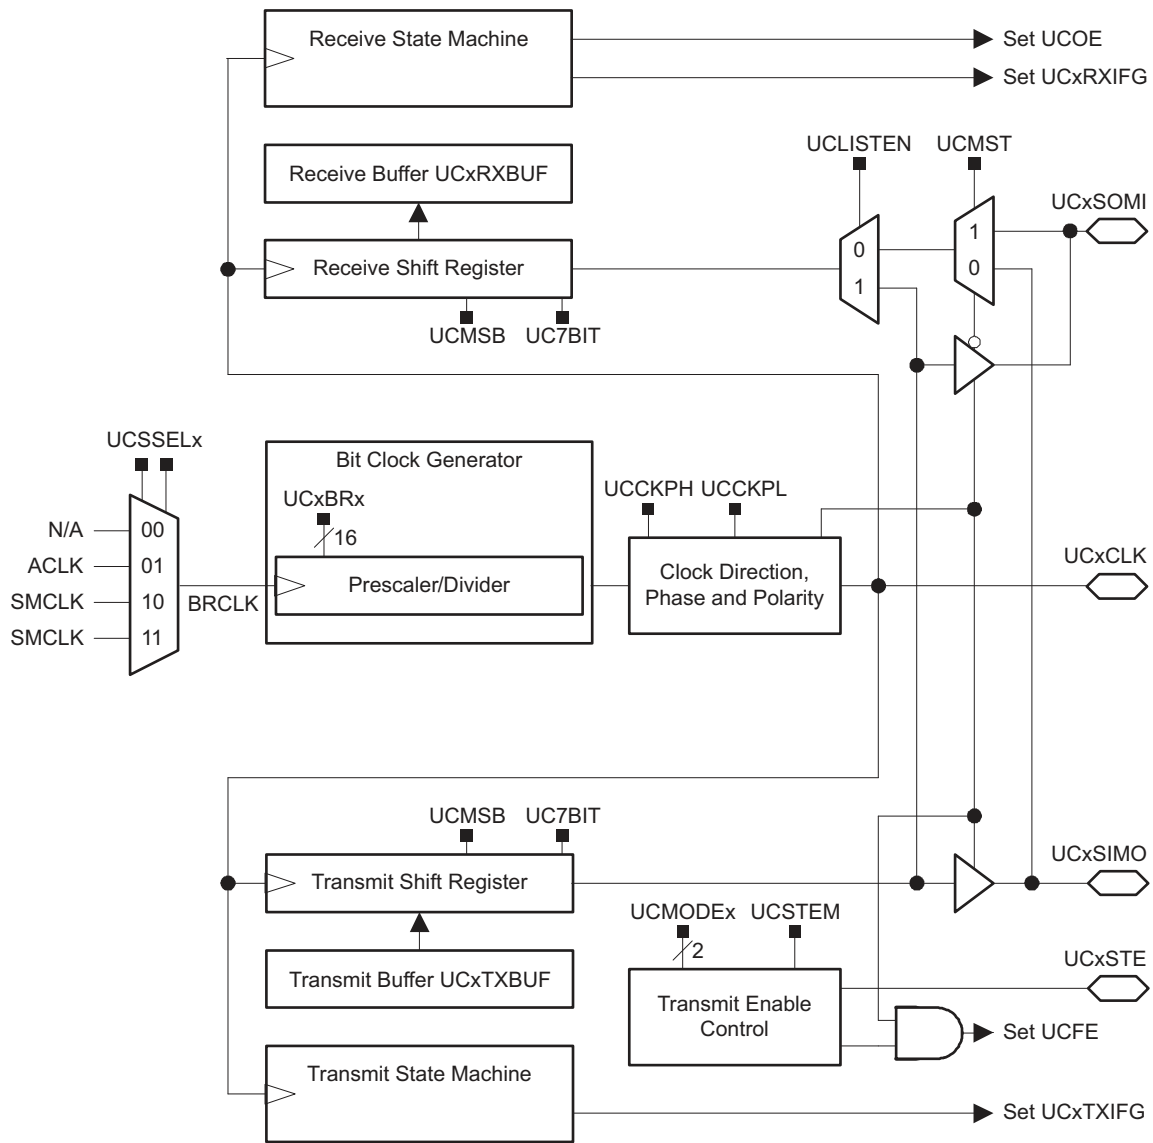 Receive State Machine
Set UCOE
Set UCxRXIFG
Receive Buffer UCxRXBUF
UCLISTEN
UCMST
UCxSOMI
Receive Shift Register
0
1
1
0
UCMSB
UC7BIT
UCSSELx
Bit Clock Generator
UCxBRx
16
UCCKPH
UCCKPL
N/A
00
ACLK
01
SMCLK
10
SMCLK
11
BRCLK
Prescaler/Divider
Clock Direction,
Phase and Polarity
UCxCLK
UCMSB
UC7BIT
Transmit Shift Register
UCxSIMO
UCMODEx
UCSTEM
2
Transmit Buffer UCxTXBUF
Transmit Enable
Control
UCxSTE
Set UCFE
Transmit State Machine
Set UCxTXIFG